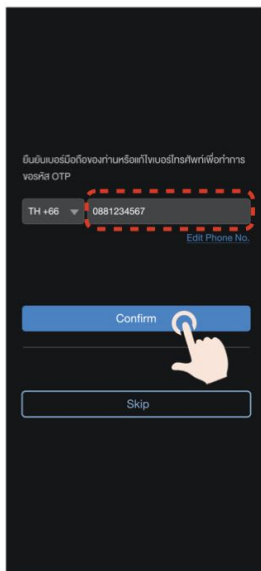 ยืนยันเบอร์มือถือของท่านหรือแก้ไขเบอร์โทรศัพท์เพื่อทำการ
ขอรหัส OTP
TH +66 0881234567
Edit Phone No.
Confirm
Skip